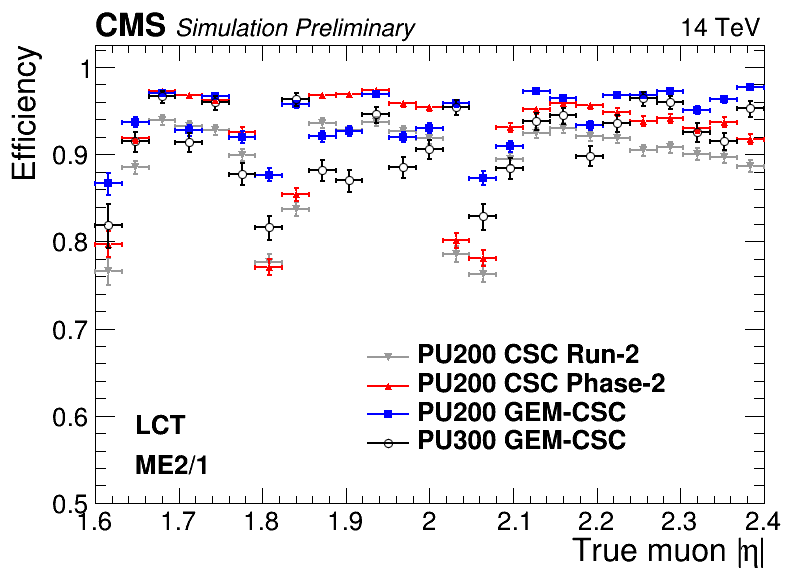 CMS Simulation Preliminary 14 TeV
Efficiency
1
0.9
0.8
0.7
0.6
0.5
PU200 CSC Run-2
PU200 CSC Phase-2
PU200 GEM-CSC
PU300 GEM-CSC
LCT
ME2/1
1.6 1.7 1.8 1.9 2 2.1 2.2 2.3 2.4
True muon |η|